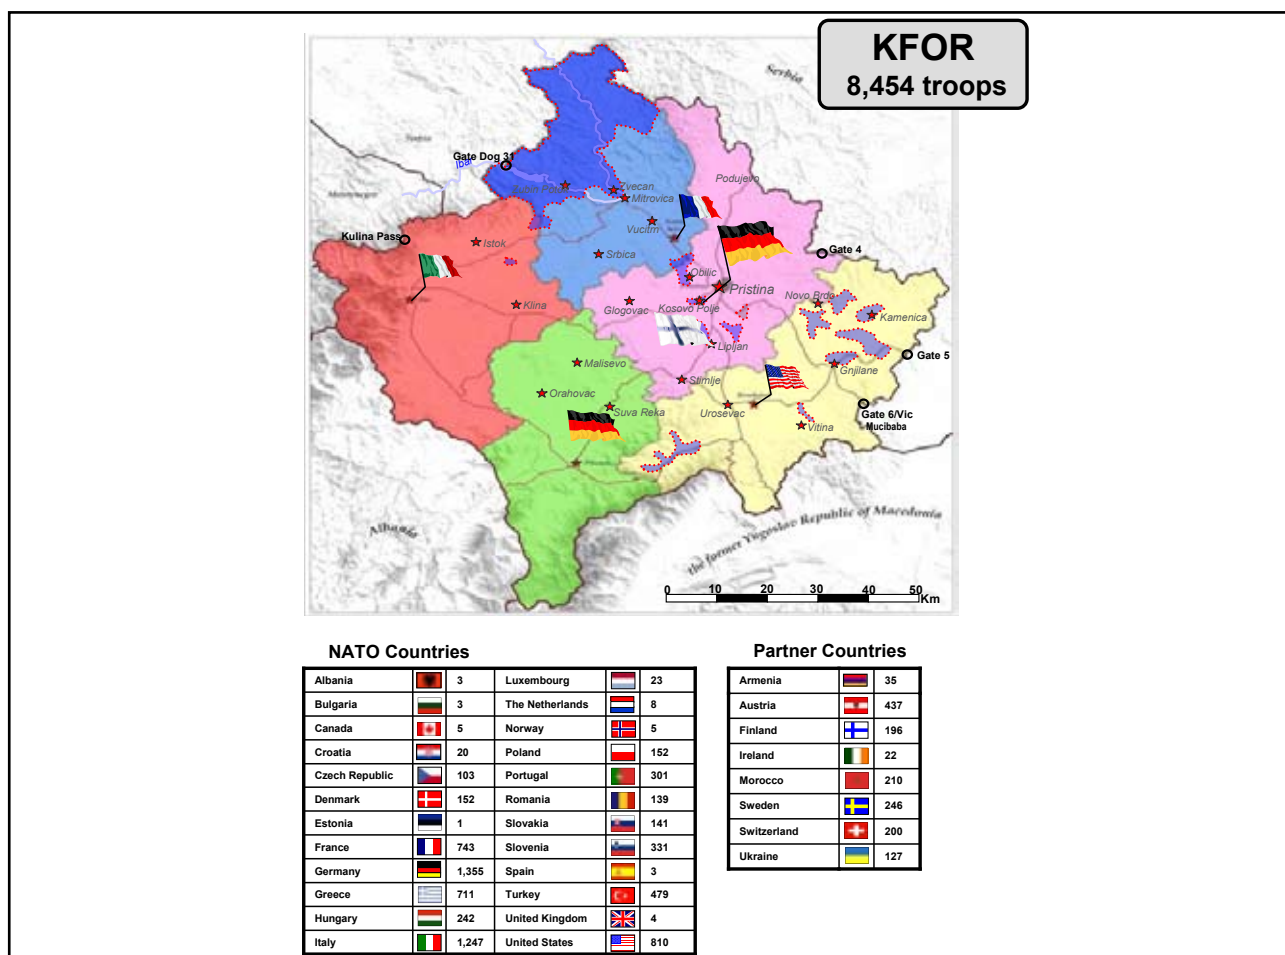 KFOR
8,454 troops
Serbia
Gate Dog 31
Ibar
Zubin Potok
Zvecan
Mitrovica
Podujevo
Kulina Pass
Istok
Vucitrn
Srbica
Gate 4
Obilic
Pristina
Klina
Glogovac
Kosovo Polje
Novo Brdo
Kamenica
Lipljan
Gate 5
Malisevo
Stimlje
Gnjilane
Orahovac
Suva Reka
Urosevac
Gate 6/Vic
Mucibaba
Vitina
Albania
the former Yugoslav Republic of Macedonia
0 10 20 30 40 50
Km
NATO Countries
Albania 3 Luxembourg 23
Bulgaria 3 The Netherlands 8
Canada 5 Norway 5
Croatia 20 Poland 152
Czech Republic 103 Portugal 301
Denmark 152 Romania 139
Estonia 1 Slovakia 141
France 743 Slovenia 331
Germany 1,355 Spain 3
Greece 711 Turkey 479
Hungary 242 United Kingdom 4
Italy 1,247 United States 810
Partner Countries
Armenia 35
Austria 437
Finland 196
Ireland 22
Morocco 210
Sweden 246
Switzerland 200
Ukraine 127